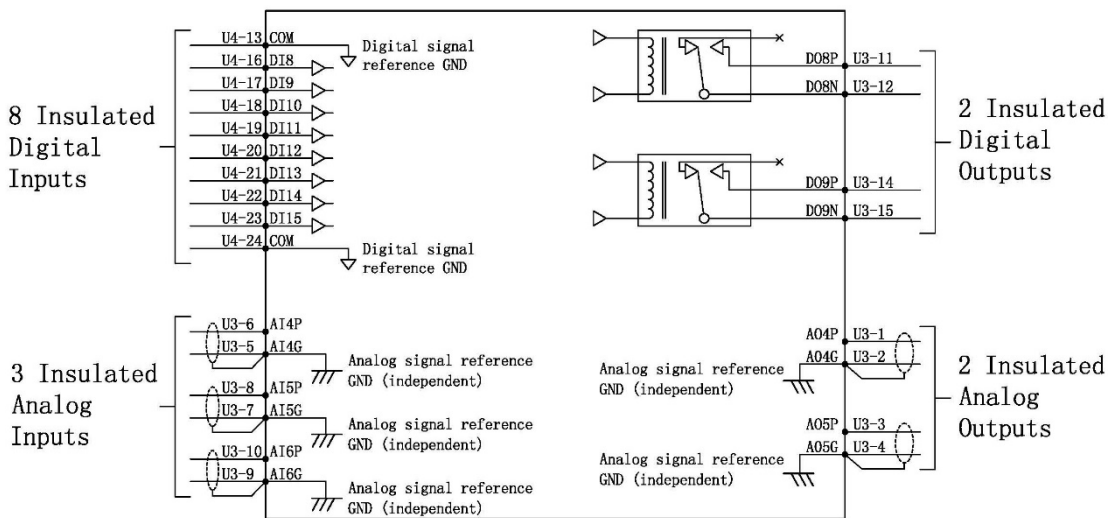 8 Insulated
Digital
Inputs
U4-13 COM
U4-16 DI8
U4-17 DI9
U4-18 DI10
U4-19 DI11
U4-20 DI12
U4-21 DI13
U4-22 DI14
U4-23 DI15
U4-24 COM
Digital signal
reference GND
Digital signal
reference GND
DO8P U3-11
DO8N U3-12
DO9P U3-14
DO9N U3-15
2 Insulated
Digital
Outputs
3 Insulated
Analog
Inputs
U3-6 AI4P
U3-5 AI4G
Analog signal reference
GND (independent)
U3-8 AI5P
U3-7 AI5G
Analog signal reference
GND (independent)
U3-10 AI6P
U3-9 AI6G
Analog signal reference
GND (independent)
AO4P U3-1
AO4G U3-2
Analog signal reference
GND (independent)
AO5P U3-3
AO5G U3-4
Analog signal reference
GND (independent)
2 Insulated
Analog
Outputs